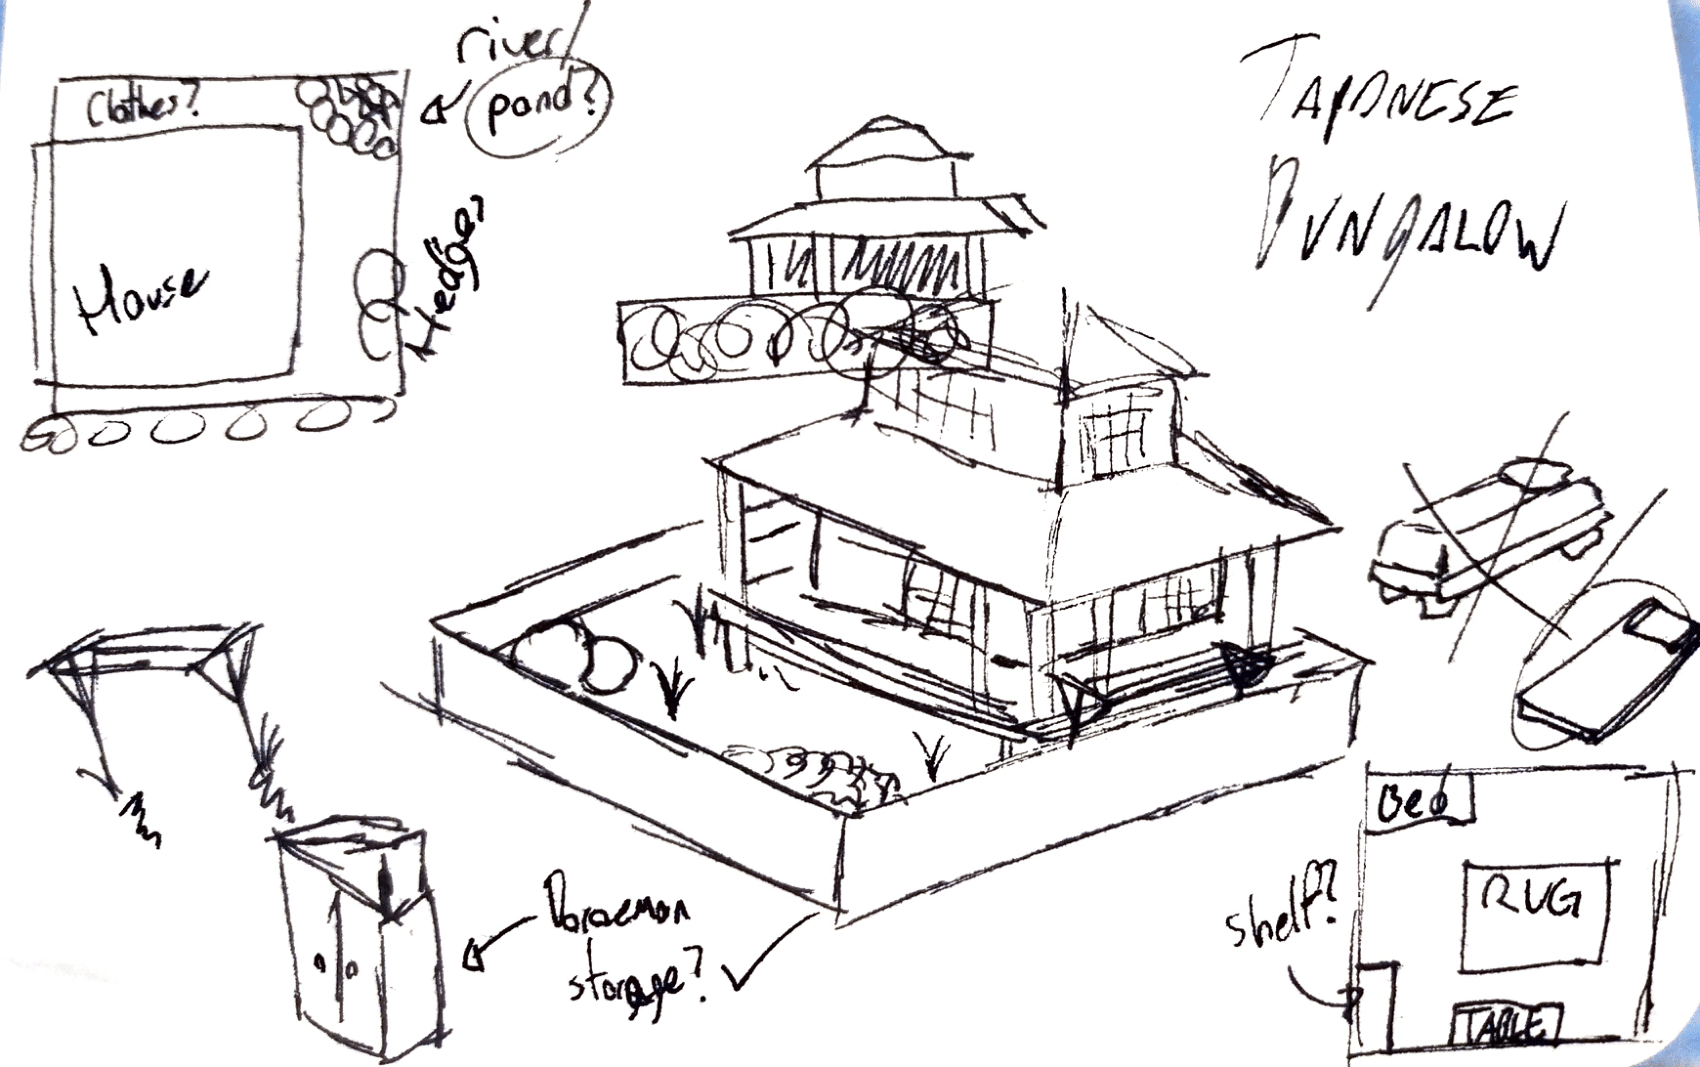 river/
pond?
Clothes?
House
Hedge?
JAPANESE
BUNGALOW
Doraemon
storage?
Bed
RUG
shelf?
TABLE